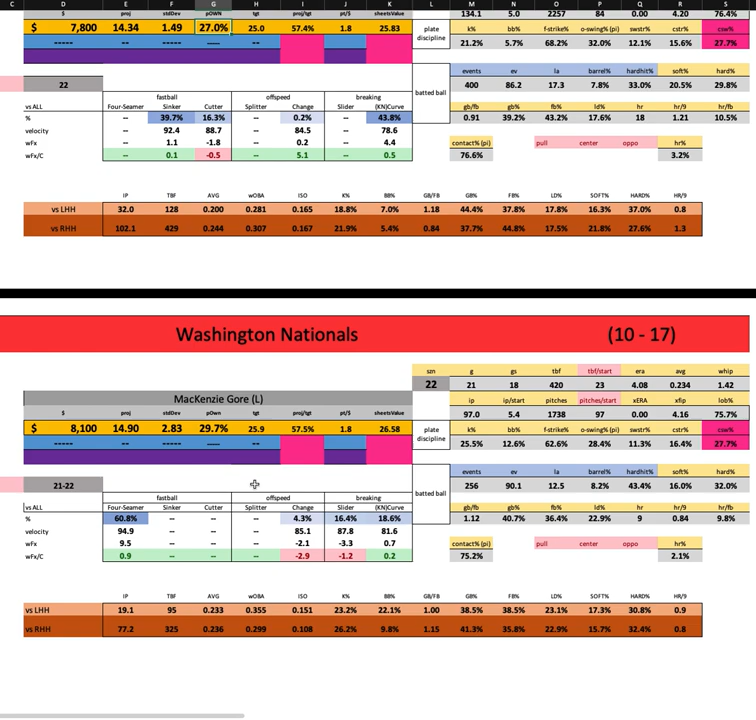 C D E F G H I J K L M N O P Q R S
134.1 5.0 2257 84 0.00 4.20 76.4%
$ proj stdDev pOWN tgt proj/tgt pt/$ sheetsValue
$ 7,800 14.34 1.49 27.0% 25.0 57.4% 1.8 25.83
plate discipline
k% bb% f-strike% o-swing% (pi) swstr% cstr% csw%
----- ----- --- --
21.2% 5.7% 68.2% 32.0% 12.1% 15.6% 27.7%
events ev la barrel% hardhit% soft% hard%
22
400 86.2 17.3 7.8% 33.0% 20.5% 29.8%
batted ball
fastball offspeed breaking
vs ALL Four-Seamer Sinker Cutter Splitter Change Slider (KN)Curve
gb/fb gb% fb% ld% hr hr/9 hr/fb
% -- 39.7% 16.3% -- 0.2% -- 43.8%
0.91 39.2% 43.2% 17.6% 18 1.21 10.5%
velocity -- 92.4 88.7 -- 84.5 -- 78.6
wFx -- 1.1 -1.8 -- 0.2 -- 4.4
contact% (pi) pull center oppo hr%
wFx/C -- 0.1 -0.5 -- 5.1 -- 0.5
76.6% 3.2%
IP TBF AVG wOBA ISO K% BB% GB/FB GB% FB% LD% SOFT% HARD% HR/9
vs LHH 32.0 128 0.200 0.281 0.165 18.8% 7.0% 1.18 44.4% 37.8% 17.8% 16.3% 37.0% 0.8
vs RHH 102.1 429 0.244 0.307 0.167 21.9% 5.4% 0.84 37.7% 44.8% 17.5% 21.8% 27.6% 1.3
Washington Nationals (10 - 17)
szn g gs tbf tbf/start era avg whip
22 21 18 420 23 4.08 0.234 1.42
MacKenzie Gore (L)
ip ip/start pitches pitches/start xERA xfip lob%
97.0 5.4 1738 97 0.00 4.16 75.7%
$ proj stdDev pOwn tgt proj/tgt pt/$ sheetsValue
$ 8,100 14.90 2.83 29.7% 25.9 57.5% 1.8 26.58
plate discipline
k% bb% f-strike% o-swing% (pi) swstr% cstr% csw%
----- ----- --- --
25.5% 12.6% 62.6% 28.4% 11.3% 16.4% 27.7%
events ev la barrel% hardhit% soft% hard%
21-22
256 90.1 12.5 8.2% 43.4% 16.0% 32.0%
batted ball
fastball offspeed breaking
vs ALL Four-Seamer Sinker Cutter Splitter Change Slider (KN)Curve
gb/fb gb% fb% ld% hr hr/9 hr/fb
% 60.8% -- -- -- 4.3% 16.4% 18.6%
1.12 40.7% 36.4% 22.9% 9 0.84 9.8%
velocity 94.9 -- -- -- 85.1 87.8 81.6
wFx 9.5 -- -- -- -2.1 -3.3 0.7
contact% (pi) pull center oppo hr%
wFx/C 0.9 -- -- -- -2.9 -1.2 0.2
75.2% 2.1%
IP TBF AVG wOBA ISO K% BB% GB/FB GB% FB% LD% SOFT% HARD% HR/9
vs LHH 19.1 95 0.233 0.355 0.151 23.2% 22.1% 1.00 38.5% 38.5% 23.1% 17.3% 30.8% 0.9
vs RHH 77.2 325 0.236 0.299 0.108 26.2% 9.8% 1.15 41.3% 35.8% 22.9% 15.7% 32.4% 0.8